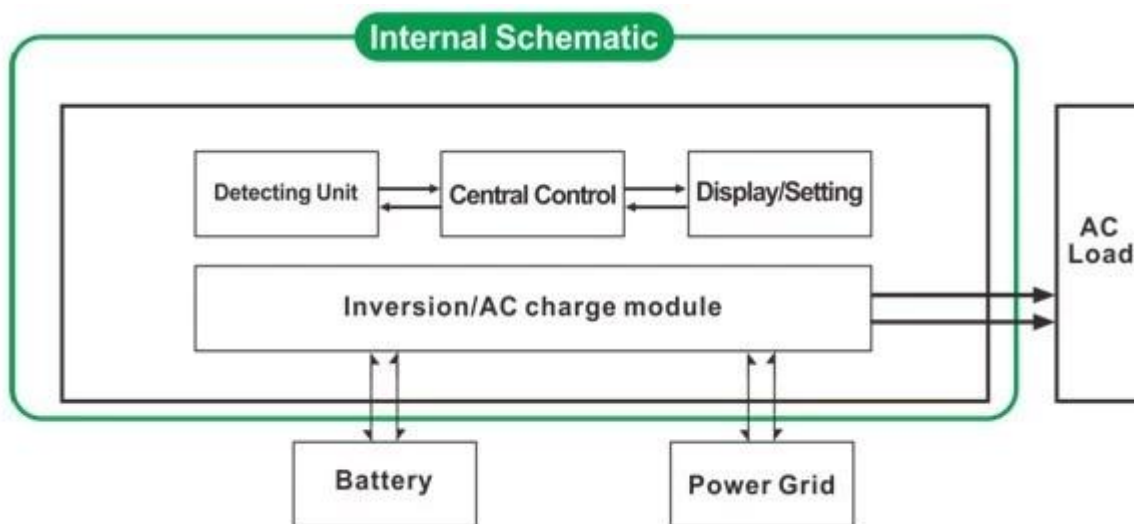 Internal Schematic
Detecting Unit
Central Control
Display/Setting
AC
Load
Inversion/AC charge module
Battery
Power Grid